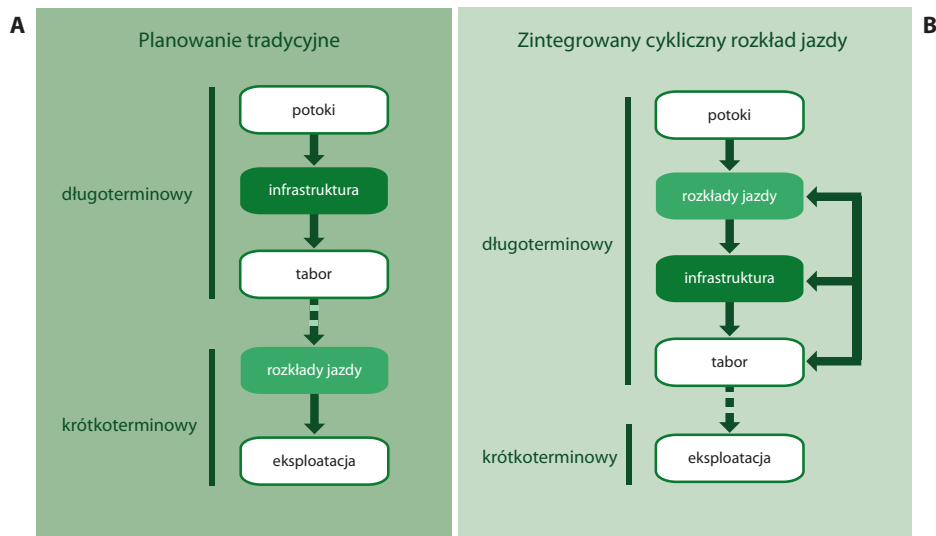 A
Planowanie tradycyjne
potoki
długoterminowy
infrastruktura
tabor
rozkłady jazdy
krótkoterminowy
eksploatacja
B
Zintegrowany cykliczny rozkład jazdy
potoki
rozkłady jazdy
długoterminowy
infrastruktura
tabor
krótkoterminowy
eksploatacja